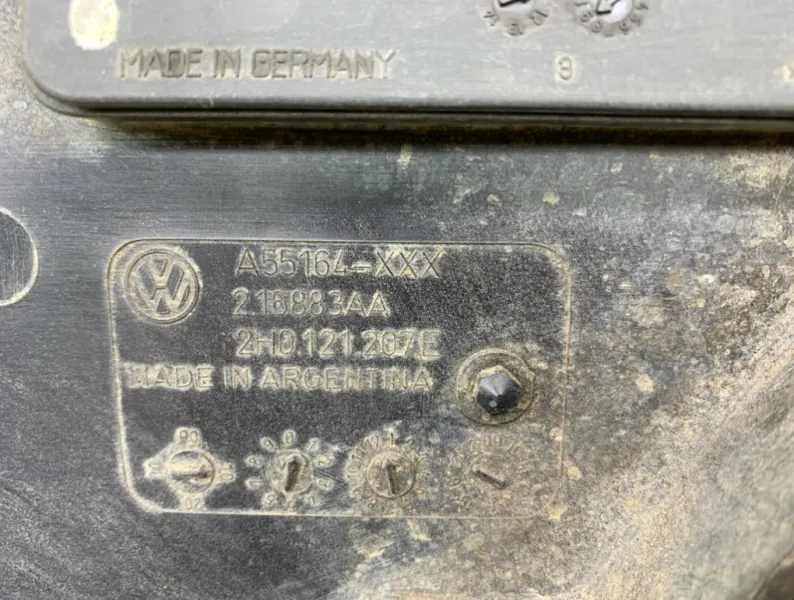 MADE IN GERMANY
A55164-XXX
216883AA
2H0.121.207E
MADE IN ARGENTINA